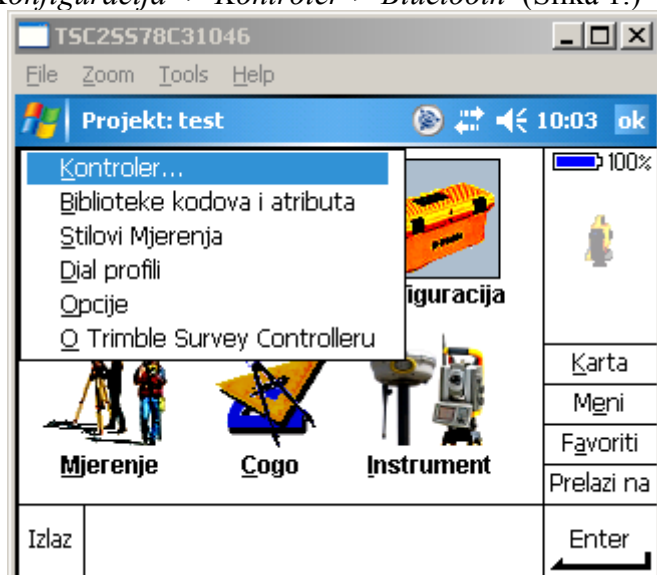 Konfiguracija > Kontroler > Bluetooth (Slika 1.)
TSC2SS78C31046
File Zoom Tools Help
Projekt: test 10:03 ok
Kontroler...
Biblioteke kodova i atributa
Stilovi Mjerenja
Dial profili
Opcije
O Trimble Survey Controlleru
100%
iguracija
Mjerenje Cogo Instrument
Karta
Meni
Favoriti
Prelazi na
Izlaz
Enter